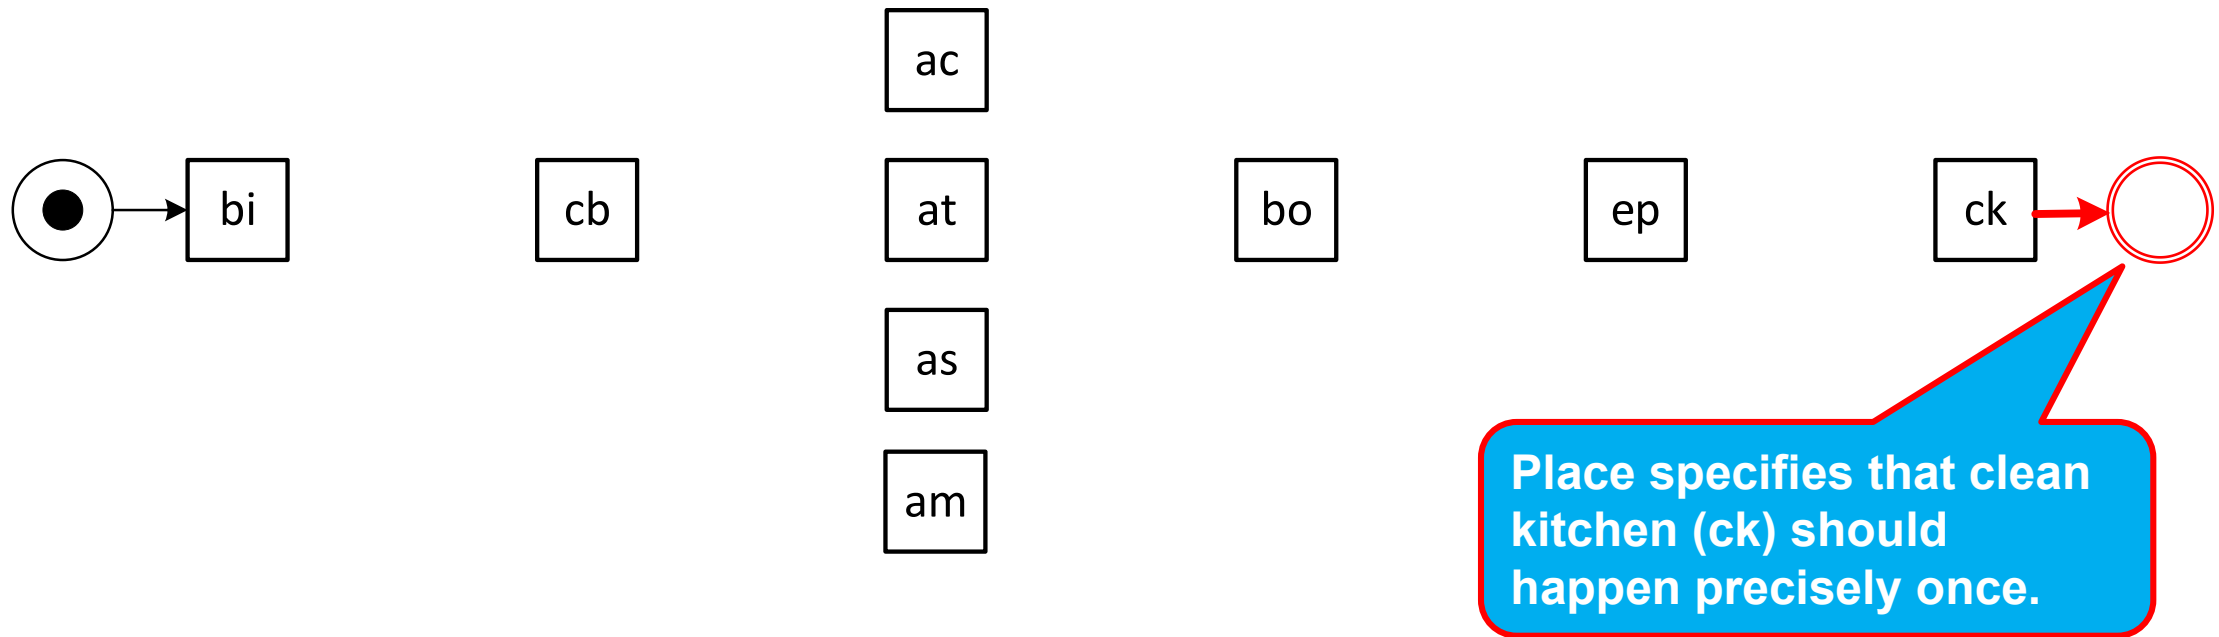 ac
bi
cb
at
bo
ep
ck
as
am
Place specifies that clean
kitchen (ck) should
happen precisely once.